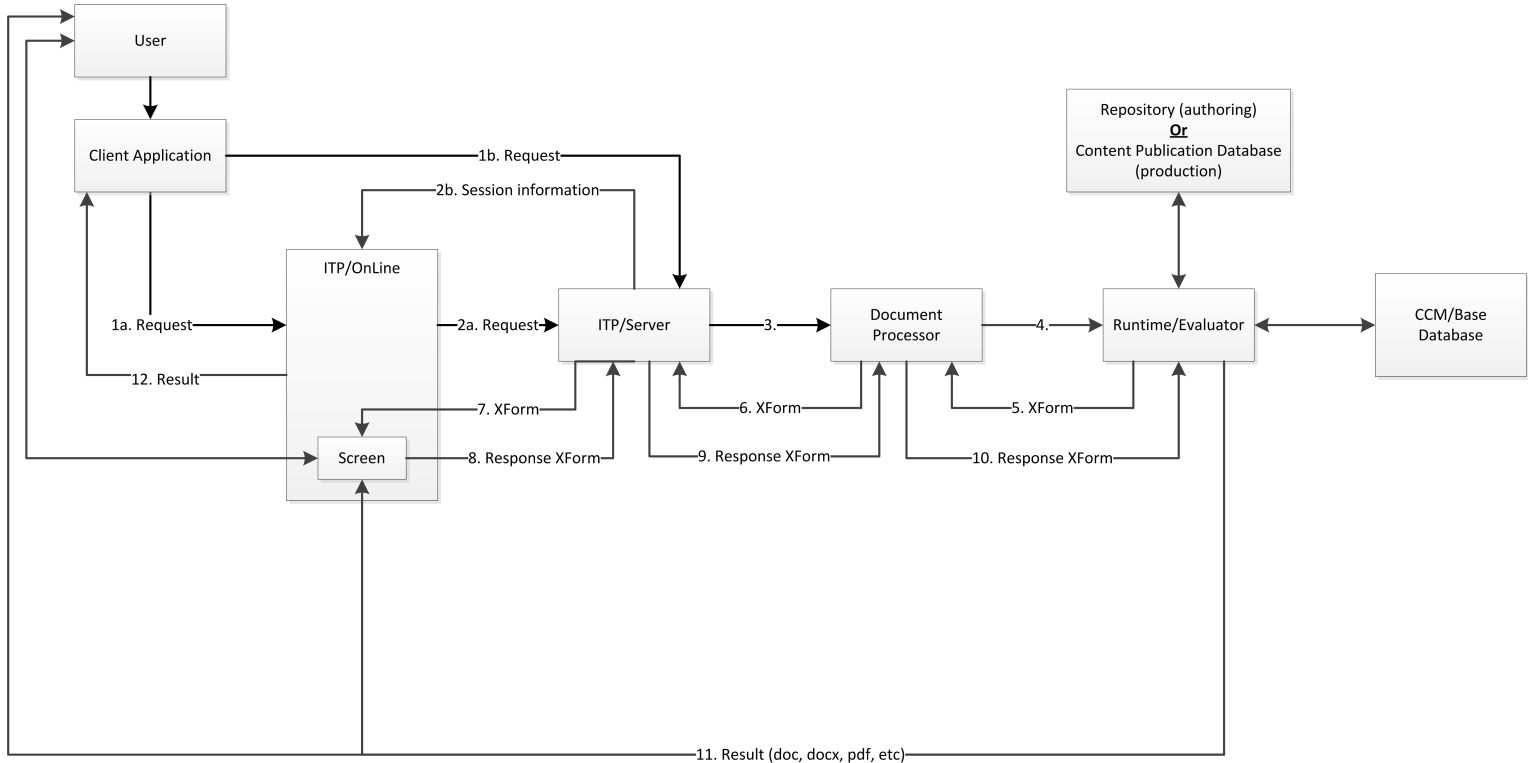 User
Client Application
Repository (authoring)
Or
Content Publication Database
(production)
1b. Request
2b. Session information
ITP/OnLine
1a. Request
2a. Request
ITP/Server
3.
Document
Processor
4.
Runtime/Evaluator
CCM/Base
Database
12. Result
7. XForm
6. XForm
5. XForm
Screen
8. Response XForm
9. Response XForm
10. Response XForm
11. Result (doc, docx, pdf, etc)